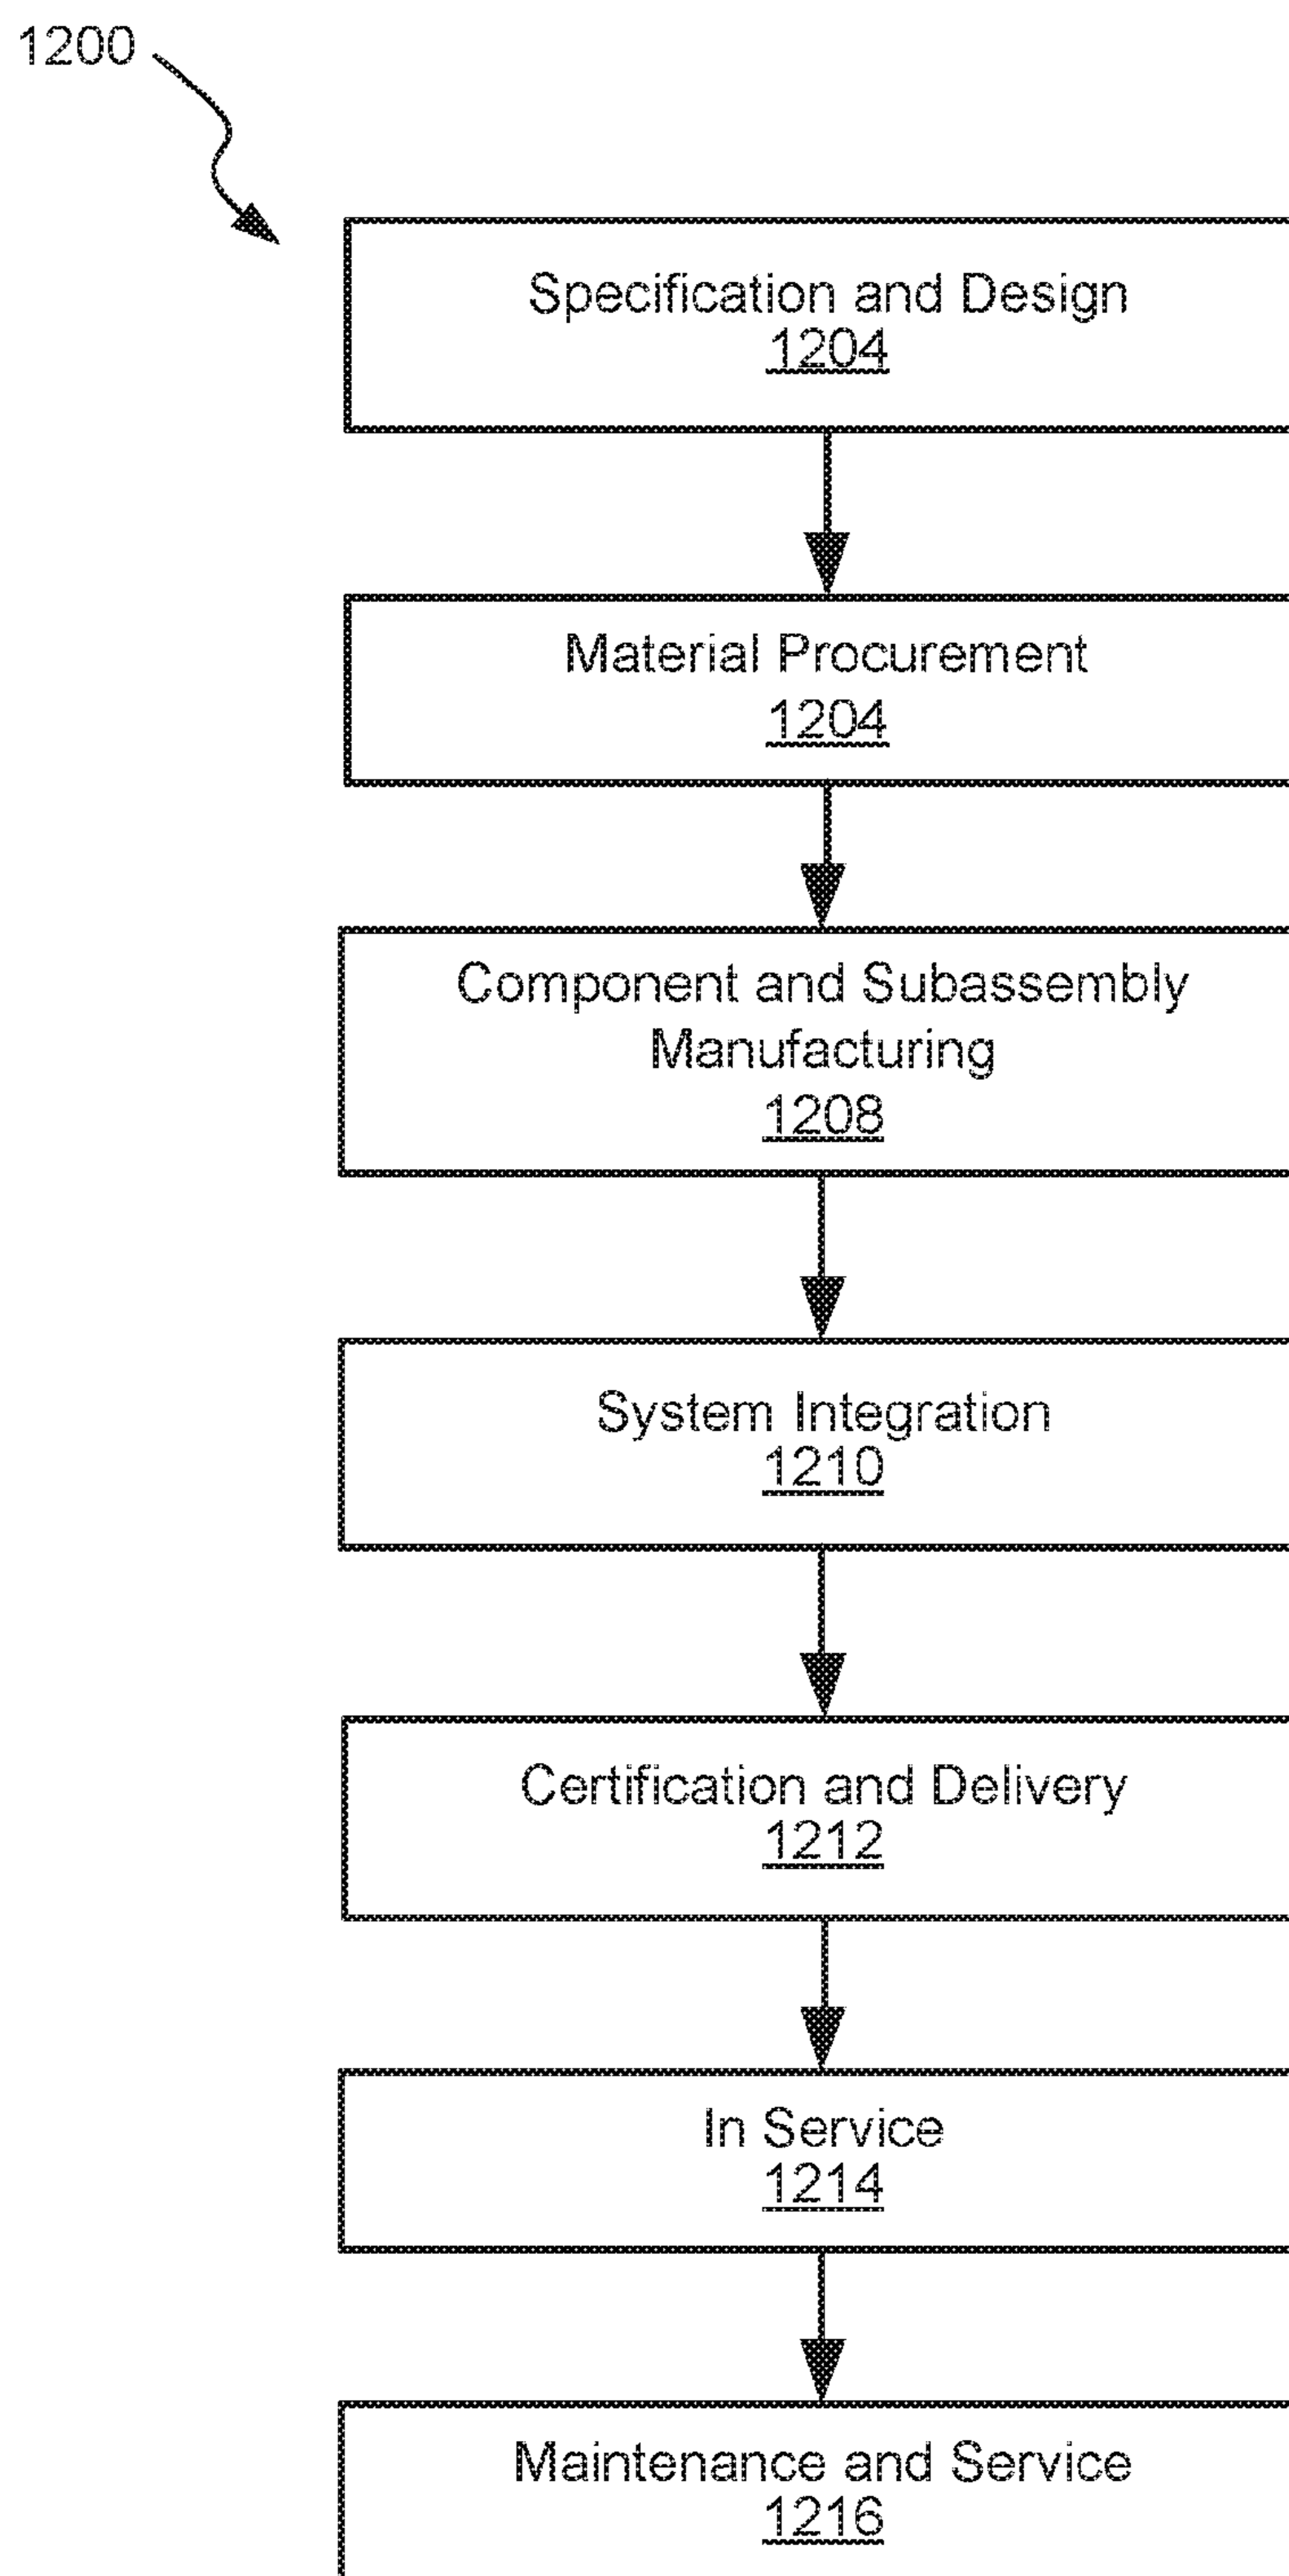 1200
Specification and Design
1204
Material Procurement
1204
Component and Subassembly
Manufacturing
1208
System Integration
1210
Certification and Delivery
1212
In Service
1214
Maintenance and Service
1216